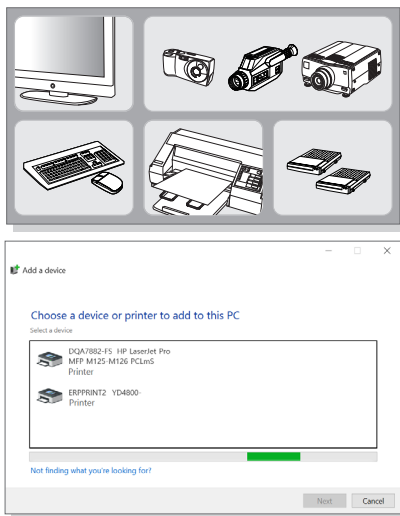 Add a device
Choose a device or printer to add to this PC
Select a device
DQA7882-F5 HP LaserJet Pro
MFP M125-M126 PCLmS
Printer
ERPPRINT2 YD4800-
Printer
Not finding what you're looking for?
Next Cancel